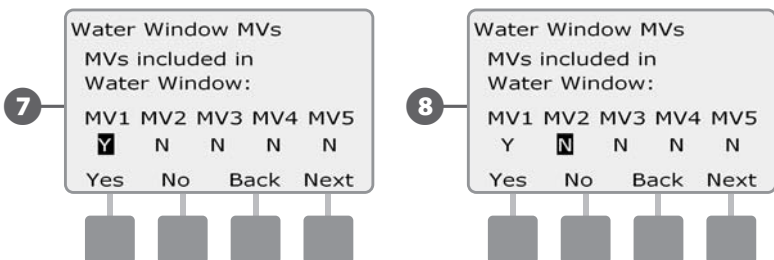 7
Water Window MVs
MVs included in
Water Window:
MV1 MV2 MV3 MV4 MV5
Y N N N N
Yes No Back Next
8
Water Window MVs
MVs included in
Water Window:
MV1 MV2 MV3 MV4 MV5
Y N N N N
Yes No Back Next